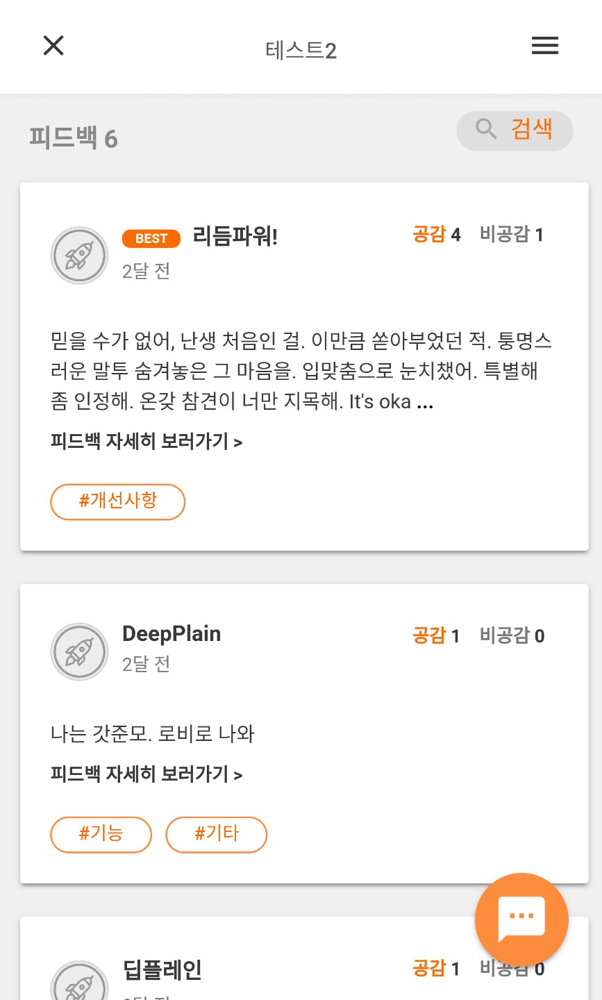 테스트2
피드백 6
검색
BEST 리듬파워!
공감 4 비공감 1
2달 전
믿을 수가 없어, 난생 처음인 걸. 이만큼 쏟아부었던 적. 퉁명스
러운 말투 숨겨놓은 그 마음을. 입맞춤으로 눈치챘어. 특별해
좀 인정해. 온갖 참견이 너만 지목해. It's oka ...
피드백 자세히 보러가기 >
#개선사항
DeepPlain
공감 1 비공감 0
2달 전
나는 갓준모. 로비로 나와
피드백 자세히 보러가기 >
#기능 #기타
딥플레인
공감 1 비공감 0